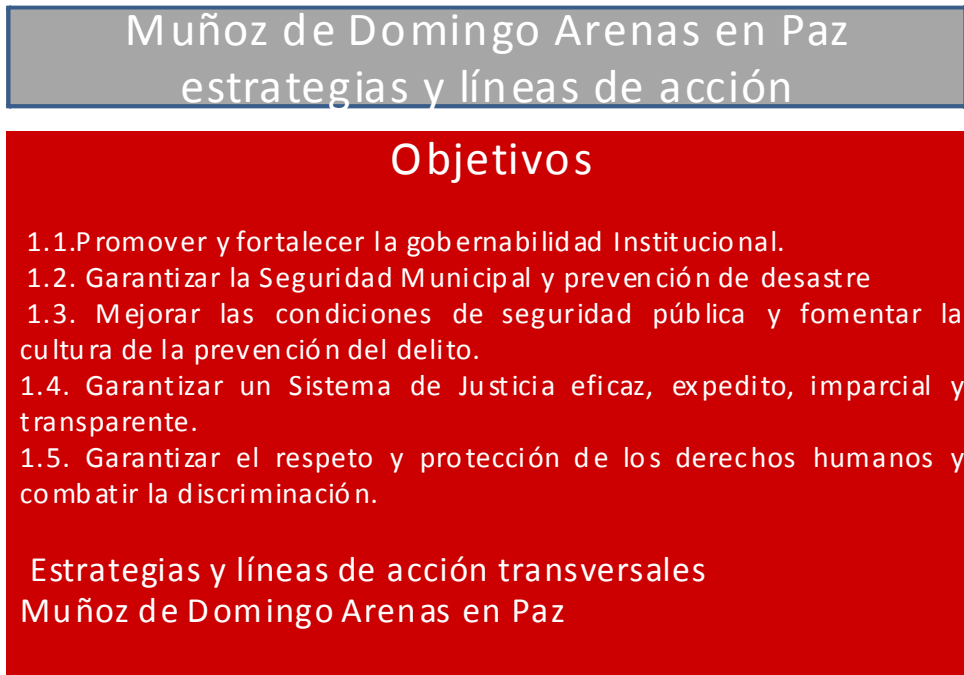 Muñoz de Domingo Arenas en Paz
estrategias y líneas de acción
Objetivos
1.1.Promover y fortalecer la gobernabilidad Institucional.
1.2. Garantizar la Seguridad Municipal y prevención de desastre
1.3. Mejorar las condiciones de seguridad pública y fomentar la
cultura de la prevención del delito.
1.4. Garantizar un Sistema de Justicia eficaz, expedito, imparcial y
transparente.
1.5. Garantizar el respeto y protección de los derechos humanos y
combatir la discriminación.
Estrategias y líneas de acción transversales
Muñoz de Domingo Arenas en Paz